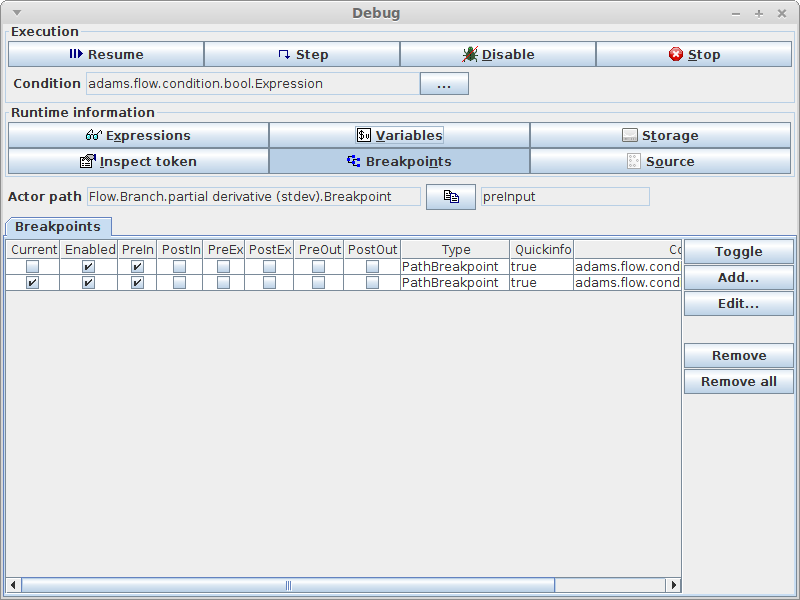 Debug
Execution
Resume Step Disable Stop
Condition adams.flow.condition.bool.Expression ...
Runtime information
Expressions Variables Storage
Inspect token Breakpoints Source
Actor path Flow.Branch.partial derivative (stdev).Breakpoint preInput
Breakpoints
Current Enabled PreIn PostIn PreEx PostEx PreOut PostOut Type Quickinfo Co
PathBreakpoint true adams.flow.cond
PathBreakpoint true adams.flow.cond
Toggle
Add...
Edit...
Remove
Remove all